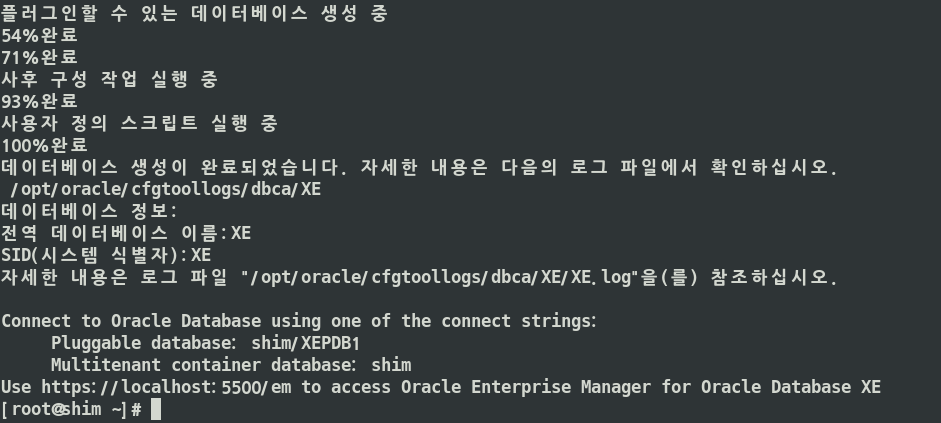 플러그인할 수 있는 데이터베이스 생성 중
54%완료
71%완료
사후 구성 작업 실행 중
93%완료
사용자 정의 스크립트 실행 중
100%완료
데이터베이스 생성이 완료되었습니다. 자세한 내용은 다음의 로그 파일에서 확인하십시오.
 /opt/oracle/cfgtoollogs/dbca/XE
데이터베이스 정보:
전역 데이터베이스 이름:XE
SID(시스템 식별자):XE
자세한 내용은 로그 파일 "/opt/oracle/cfgtoollogs/dbca/XE/XE.log"을(를) 참조하십시오.

Connect to Oracle Database using one of the connect strings:
     Pluggable database: shim/XEPDB1
     Multitenant container database: shim
Use https://localhost:5500/em to access Oracle Enterprise Manager for Oracle Database XE
[root@shim ~]#